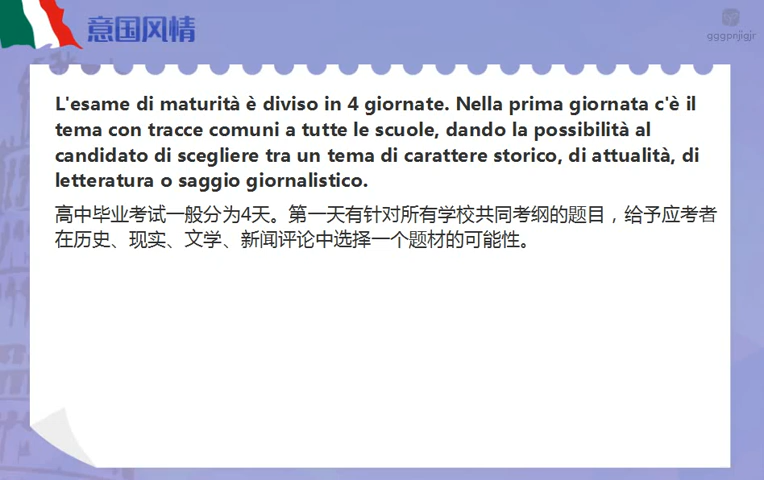 意国风情
gggpnjigjr
L'esame di maturità è diviso in 4 giornate. Nella prima giornata c'è il
tema con tracce comuni a tutte le scuole, dando la possibilità al
candidato di scegliere tra un tema di carattere storico, di attualità, di
letteratura o saggio giornalistico.
高中毕业考试一般分为4天。第一天有针对所有学校共同考纲的题目，给予应考者
在历史、现实、文学、新闻评论中选择一个题材的可能性。